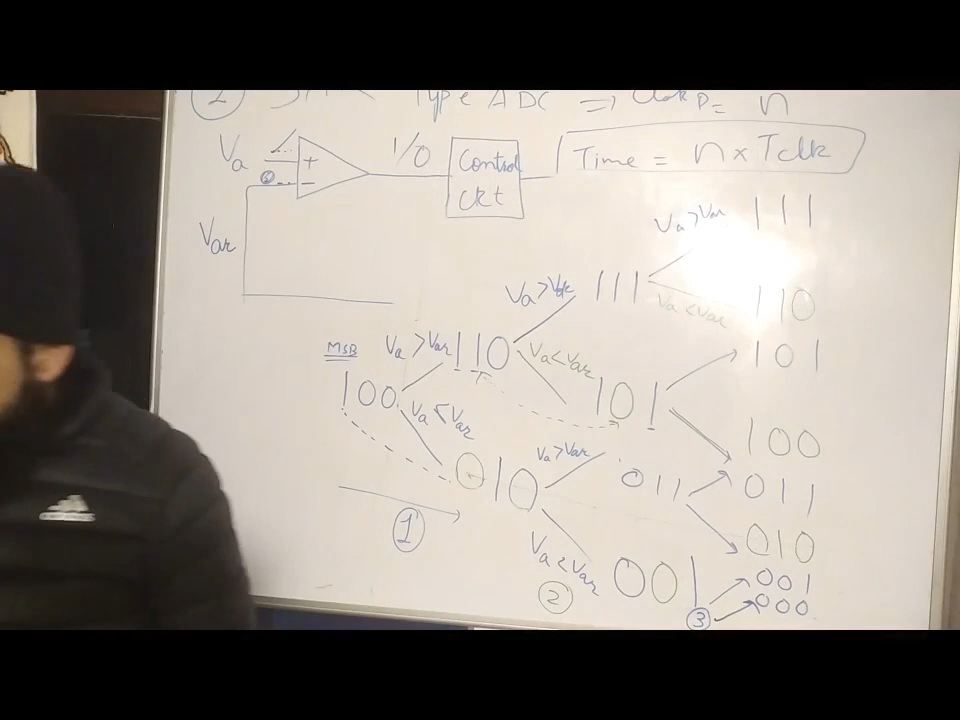 2 SAR Type ADC ⇒ Clock P = n
Va + 1/0 Control ckt
Time = n × Tclk
−
Var
Va > Var 111
Va > Var 111
Va < Var 110
MSB Va > Var 110
Va < Var 101
101
100 Va < Var
100
Va > Var 011
011
010
010
Va < Var 001
001
000
1
2
3